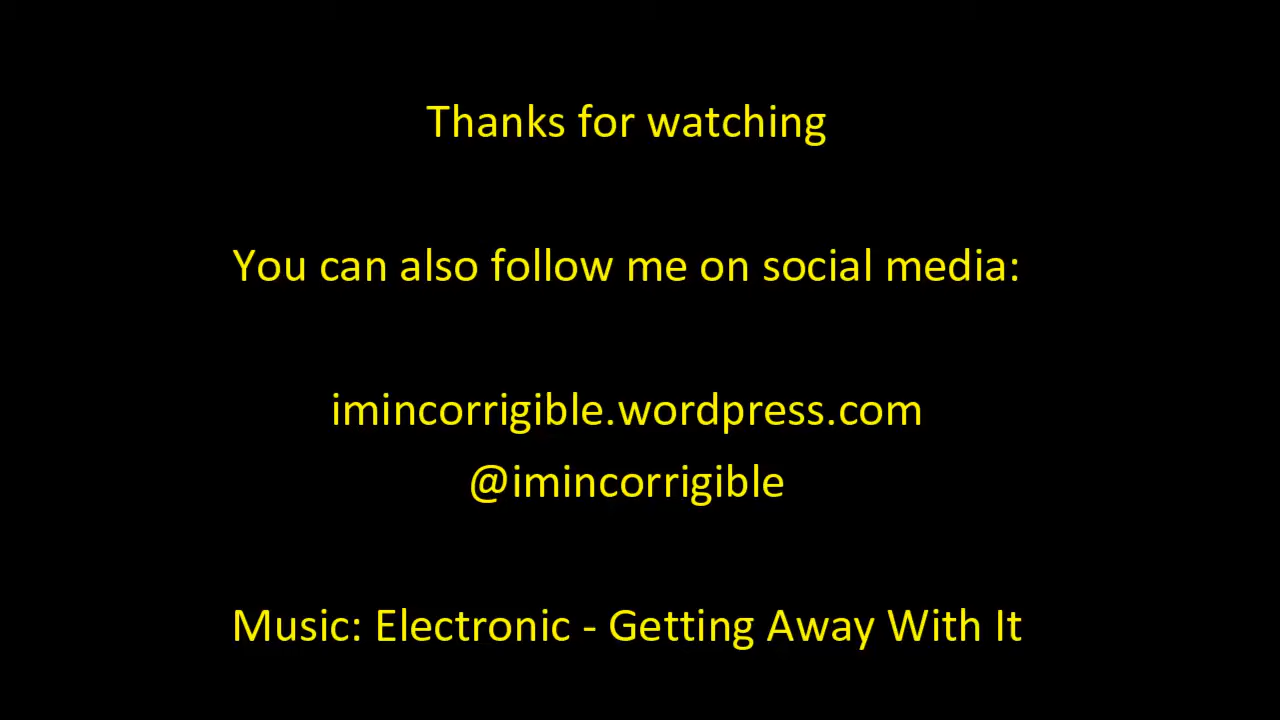 Thanks for watching
You can also follow me on social media:
imincorrigible.wordpress.com
@imincorrigible
Music: Electronic - Getting Away With It